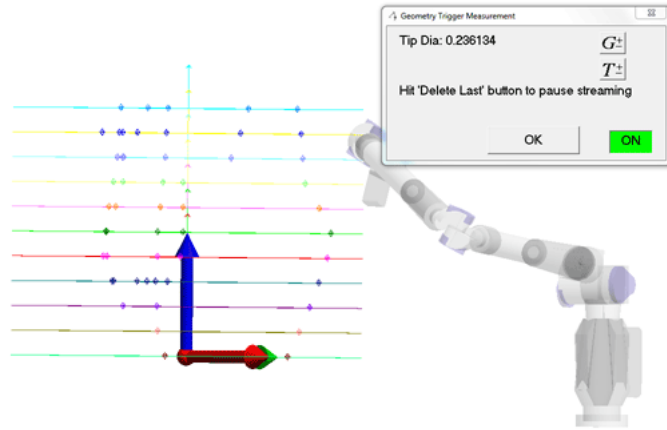 Geometry Trigger Measurement
Tip Dia: 0.236134
G±
T±
Hit 'Delete Last' button to pause streaming
OK
ON